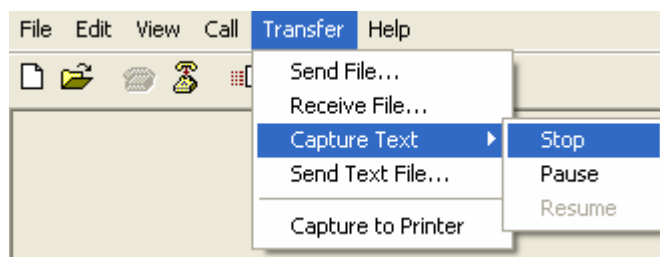 File Edit View Call Transfer Help
Send File...
Receive File...
Capture Text
Stop
Send Text File...
Pause
Resume
Capture to Printer